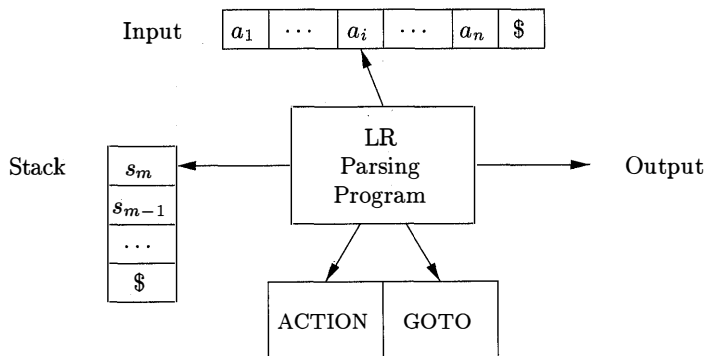 Input a₁ ⋯ aᵢ ⋯ aₙ $
LR
Parsing
Program
Stack
sₘ
sₘ₋₁
⋯
$
Output
ACTION GOTO